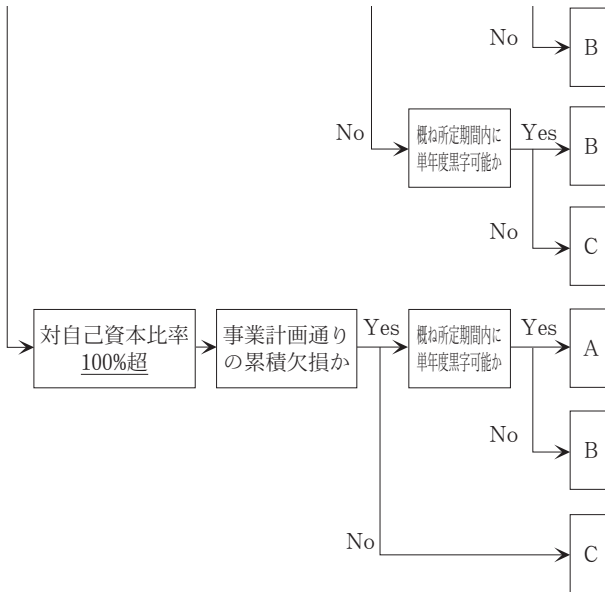 No
B
No
概ね所定期間内に
単年度黒字可能か
Yes
B
No
C
対自己資本比率
100%超
事業計画通り
の累積欠損か
Yes
概ね所定期間内に
単年度黒字可能か
Yes
A
No
B
No
C